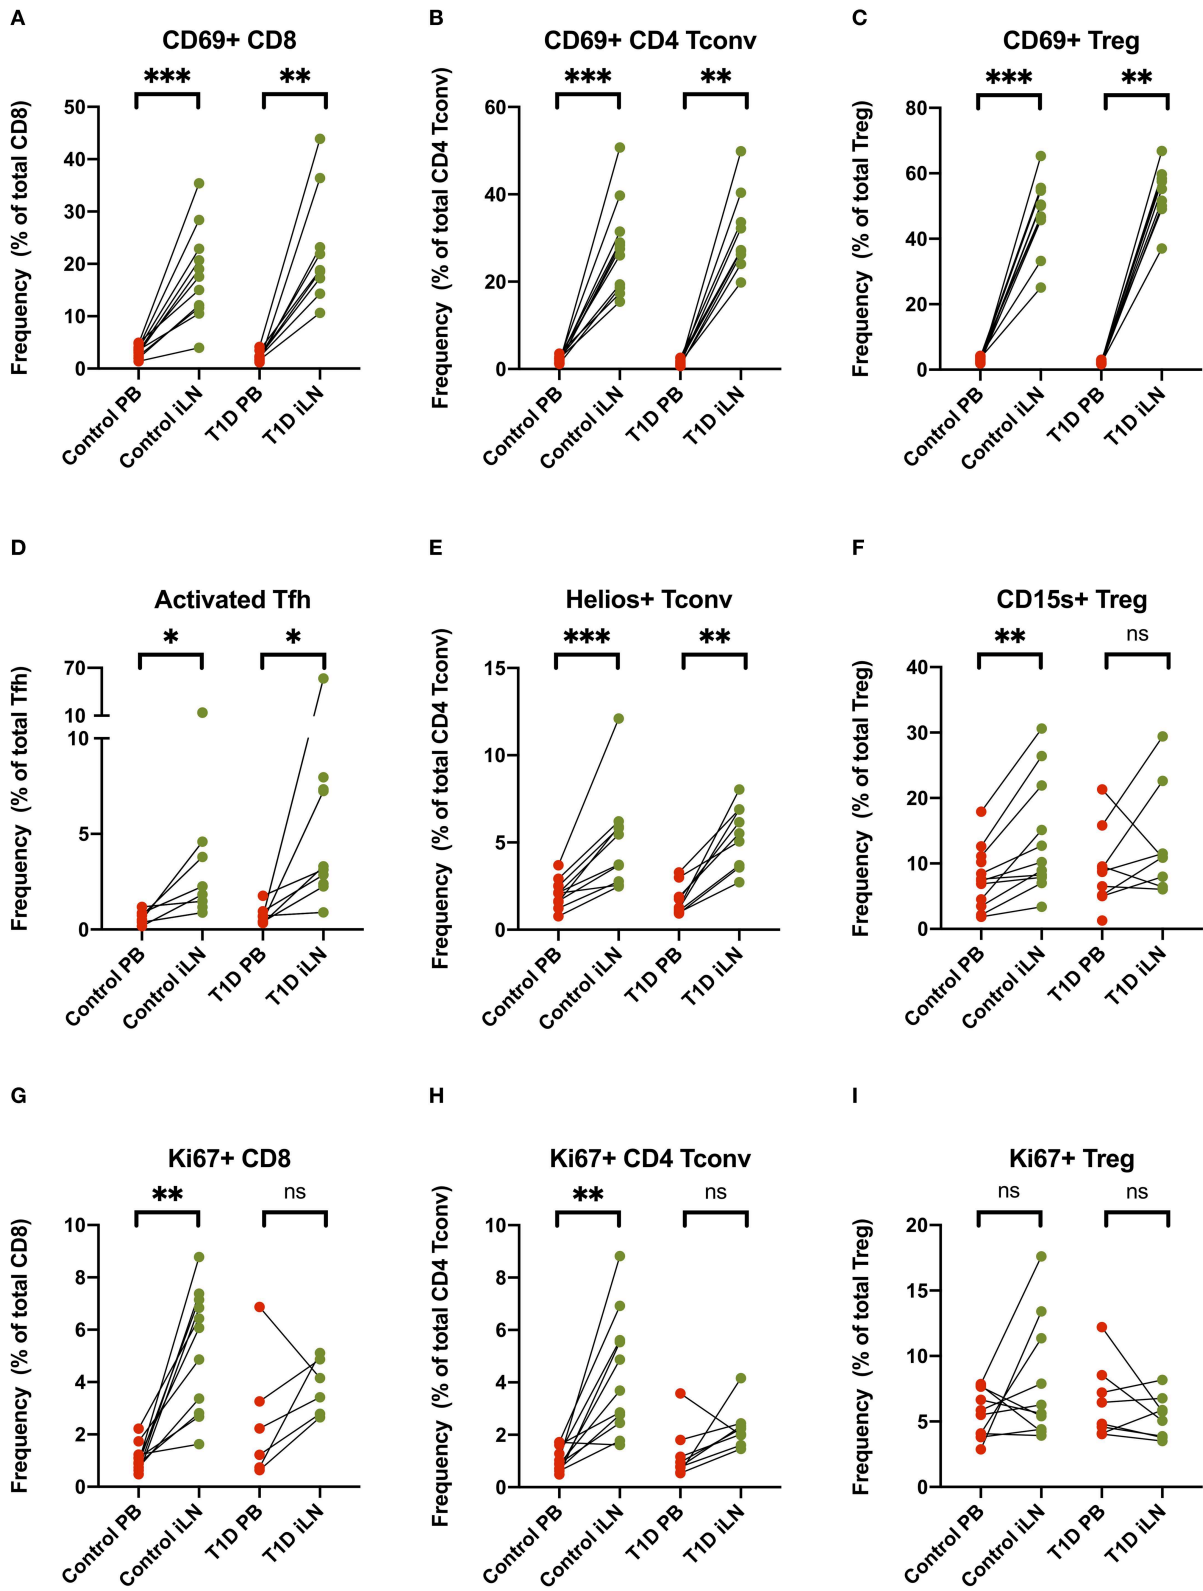 A
CD69+ CD8
*** **
Frequency (% of total CD8)
50
40
30
20
10
0
Control PB
Control iLN
T1D PB
T1D iLN
B
CD69+ CD4 Tconv
*** **
Frequency (% of total CD4 Tconv)
60
40
20
0
Control PB
Control iLN
T1D PB
T1D iLN
C
CD69+ Treg
*** **
Frequency (% of total Treg)
80
60
40
20
0
Control PB
Control iLN
T1D PB
T1D iLN
D
Activated Tfh
* *
Frequency (% of total Tfh)
70
10
10
5
0
Control PB
Control iLN
T1D PB
T1D iLN
E
Helios+ Tconv
*** **
Frequency (% of total CD4 Tconv)
15
10
5
0
Control PB
Control iLN
T1D PB
T1D iLN
F
CD15s+ Treg
** ns
Frequency (% of total Treg)
40
30
20
10
0
Control PB
Control iLN
T1D PB
T1D iLN
G
Ki67+ CD8
** ns
Frequency (% of total CD8)
10
8
6
4
2
0
Control PB
Control iLN
T1D PB
T1D iLN
H
Ki67+ CD4 Tconv
** ns
Frequency (% of total CD4 Tconv)
10
8
6
4
2
0
Control PB
Control iLN
T1D PB
T1D iLN
I
Ki67+ Treg
ns ns
Frequency (% of total Treg)
20
15
10
5
0
Control PB
Control iLN
T1D PB
T1D iLN